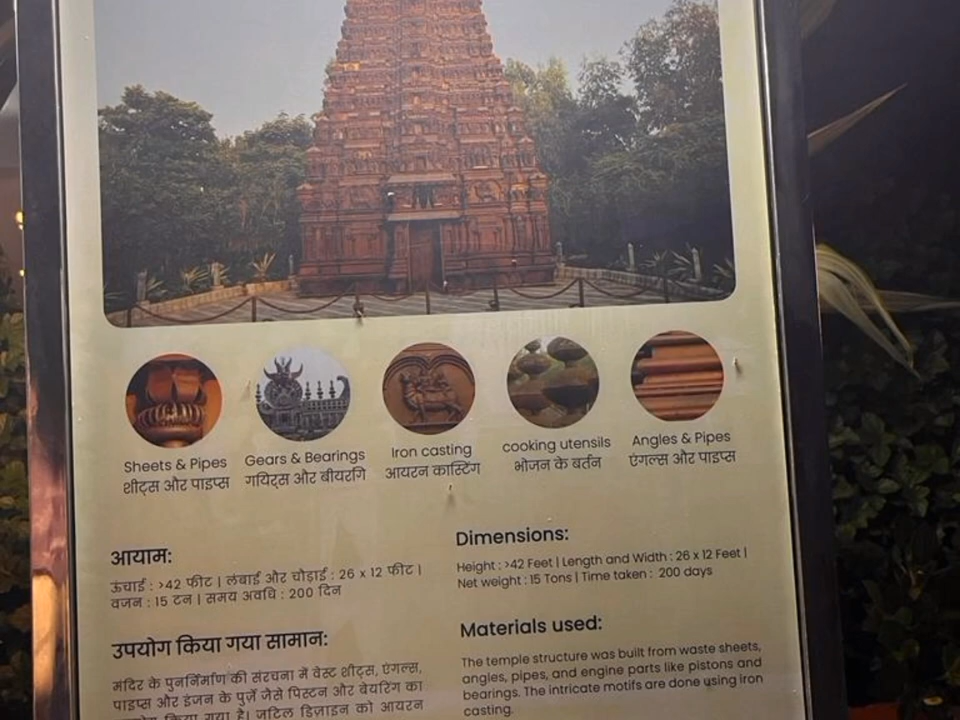 Sheets & Pipes
शीट्स और पाइप्स
Gears & Bearings
गियर्स और बीयरिंग
Iron casting
आयरन कास्टिंग
cooking utensils
भोजन के बर्तन
Angles & Pipes
एंगल्स और पाइप्स
आयाम:
ऊंचाई : >42 फीट | लंबाई और चौड़ाई : 26 x 12 फीट |
वजन : 15 टन | समय अवधि : 200 दिन
उपयोग किया गया सामान:
मंदिर के पुनर्निर्माण की संरचना में वेस्ट शीट्स, एंगल्स,
पाइप्स और इंजन के पुर्जे जैसे पिस्टन और बेयरिंग का
किया गया है। जटिल डिज़ाइन को आयरन
Dimensions:
Height : >42 Feet | Length and Width : 26 x 12 Feet |
Net weight : 15 Tons | Time taken : 200 days
Materials used:
The temple structure was built from waste sheets,
angles, pipes, and engine parts like pistons and
bearings. The intricate motifs are done using iron
casting.